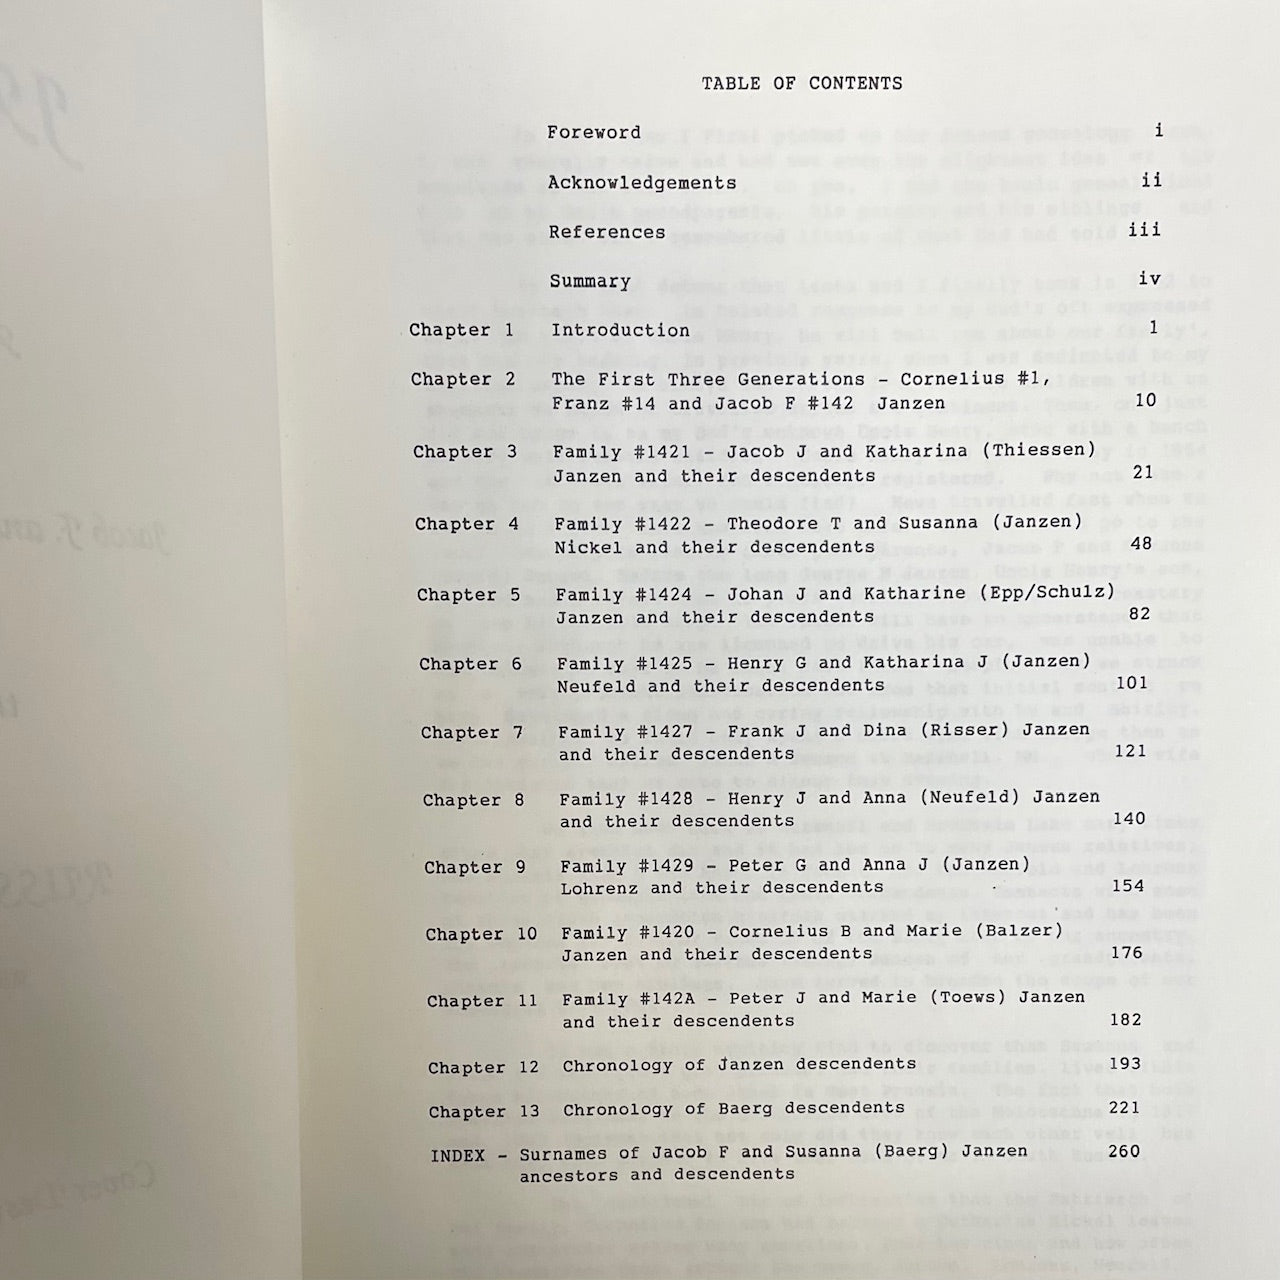 TABLE OF CONTENTS
Foreword i
Acknowledgements ii
References iii
Summary iv
Chapter 1 Introduction 1
Chapter 2 The First Three Generations - Cornelius #1,
Franz #14 and Jacob F #142 Janzen 10
Chapter 3 Family #1421 - Jacob J and Katharina (Thiessen)
Janzen and their descendents 21
Chapter 4 Family #1422 - Theodore T and Susanna (Janzen)
Nickel and their descendents 48
Chapter 5 Family #1424 - Johan J and Katharine (Epp/Schulz)
Janzen and their descendents 82
Chapter 6 Family #1425 - Henry G and Katharina J (Janzen)
Neufeld and their descendents 101
Chapter 7 Family #1427 - Frank J and Dina (Risser) Janzen
and their descendents 121
Chapter 8 Family #1428 - Henry J and Anna (Neufeld) Janzen
and their descendents 140
Chapter 9 Family #1429 - Peter G and Anna J (Janzen)
Lohrenz and their descendents 154
Chapter 10 Family #1420 - Cornelius B and Marie (Balzer)
Janzen and their descendents 176
Chapter 11 Family #142A - Peter J and Marie (Toews) Janzen
and their descendents 182
Chapter 12 Chronology of Janzen descendents 193
Chapter 13 Chronology of Baerg descendents 221
INDEX - Surnames of Jacob F and Susanna (Baerg) Janzen 260
ancestors and descendents